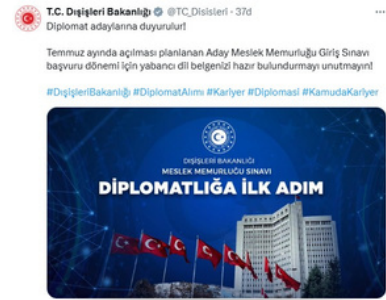 T.C. Dışişleri Bakanlığı @TC_Disisleri · 37d
Diplomat adaylarına duyurulur!
Temmuz ayında açılması planlanan Aday Meslek Memurluğu Giriş Sınavı
başvuru dönemi için yabancı dil belgenizi hazır bulundurmayı unutmayın!
#DışişleriBakanlığı #DiplomatAlımı #Kariyer #Diplomasi #KamudaKariyer
DIŞİŞLERİ BAKANLIĞI
MESLEK MEMURLUĞU SINAVI
DİPLOMATLIĞA İLK ADIM